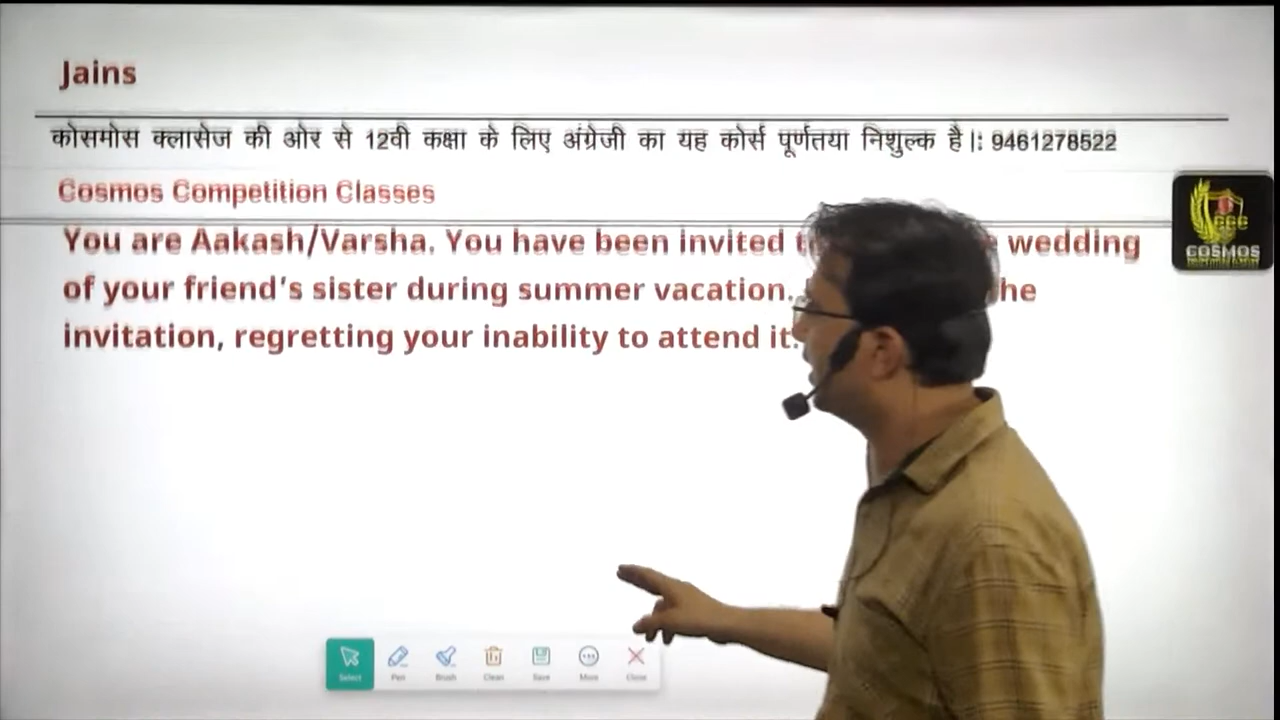 Jains
कोसमोस क्लासेज की ओर से 12वी कक्षा के लिए अंग्रेजी का यह कोर्स पूर्णतया निशुल्क है|: 9461278522
Cosmos Competition Classes
You are Aakash/Varsha. You have been invited wedding
of your friend's sister during summer vacation.
invitation, regretting your inability to attend it.
CCC
COSMOS
Select Pen Brush Clean Save More Close